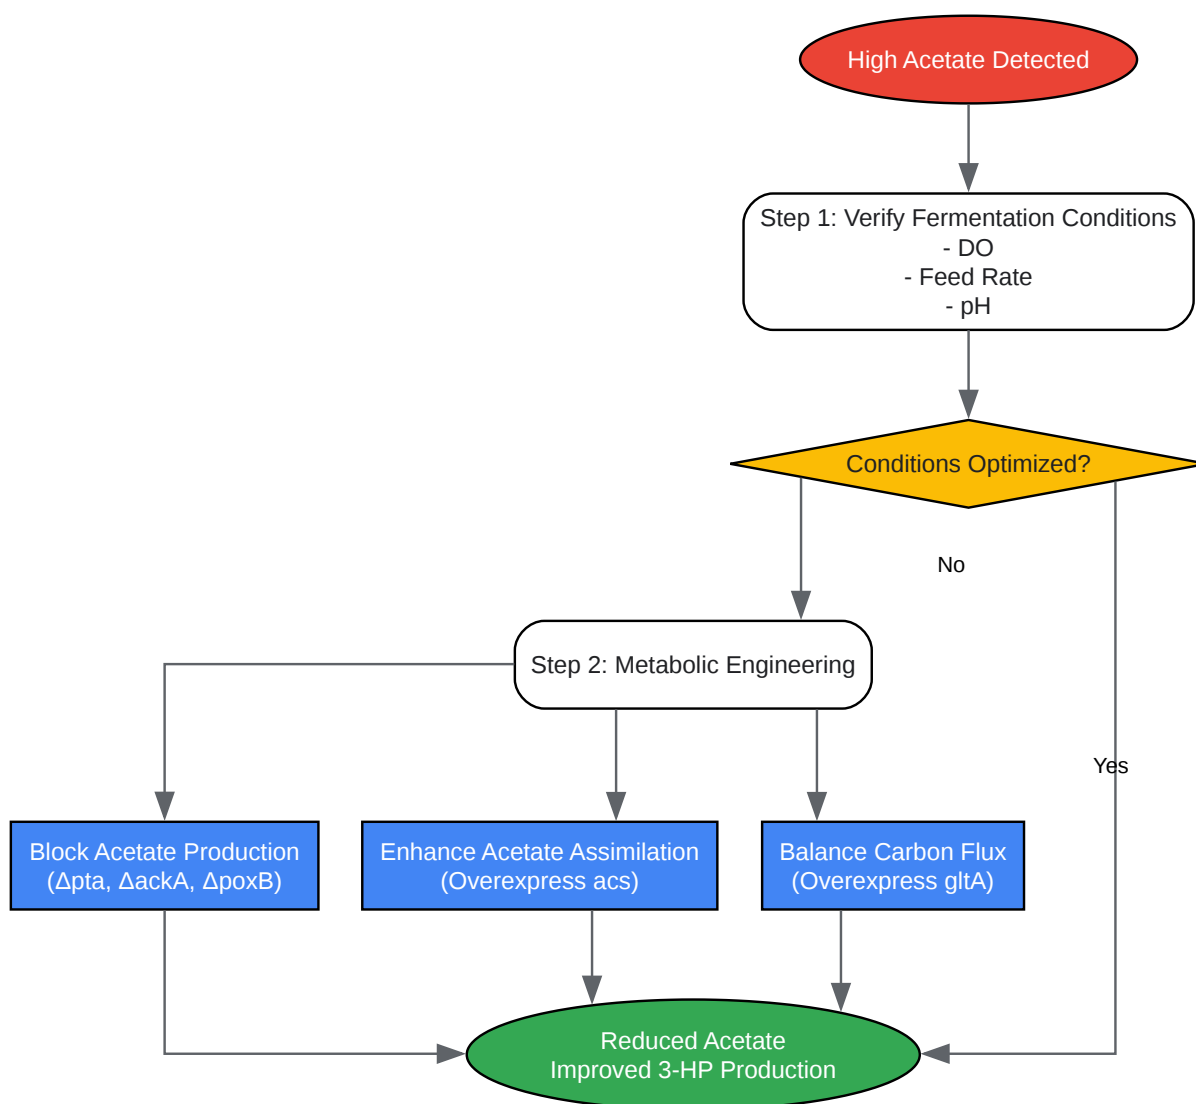 High Acetate Detected
Step 1: Verify Fermentation Conditions
- DO
- Feed Rate
- pH
Conditions Optimized?
No
Step 2: Metabolic Engineering
Yes
Block Acetate Production
(Δpta, ΔackA, ΔpoxB)
Enhance Acetate Assimilation
(Overexpress acs)
Balance Carbon Flux
(Overexpress gltA)
Reduced Acetate
Improved 3-HP Production